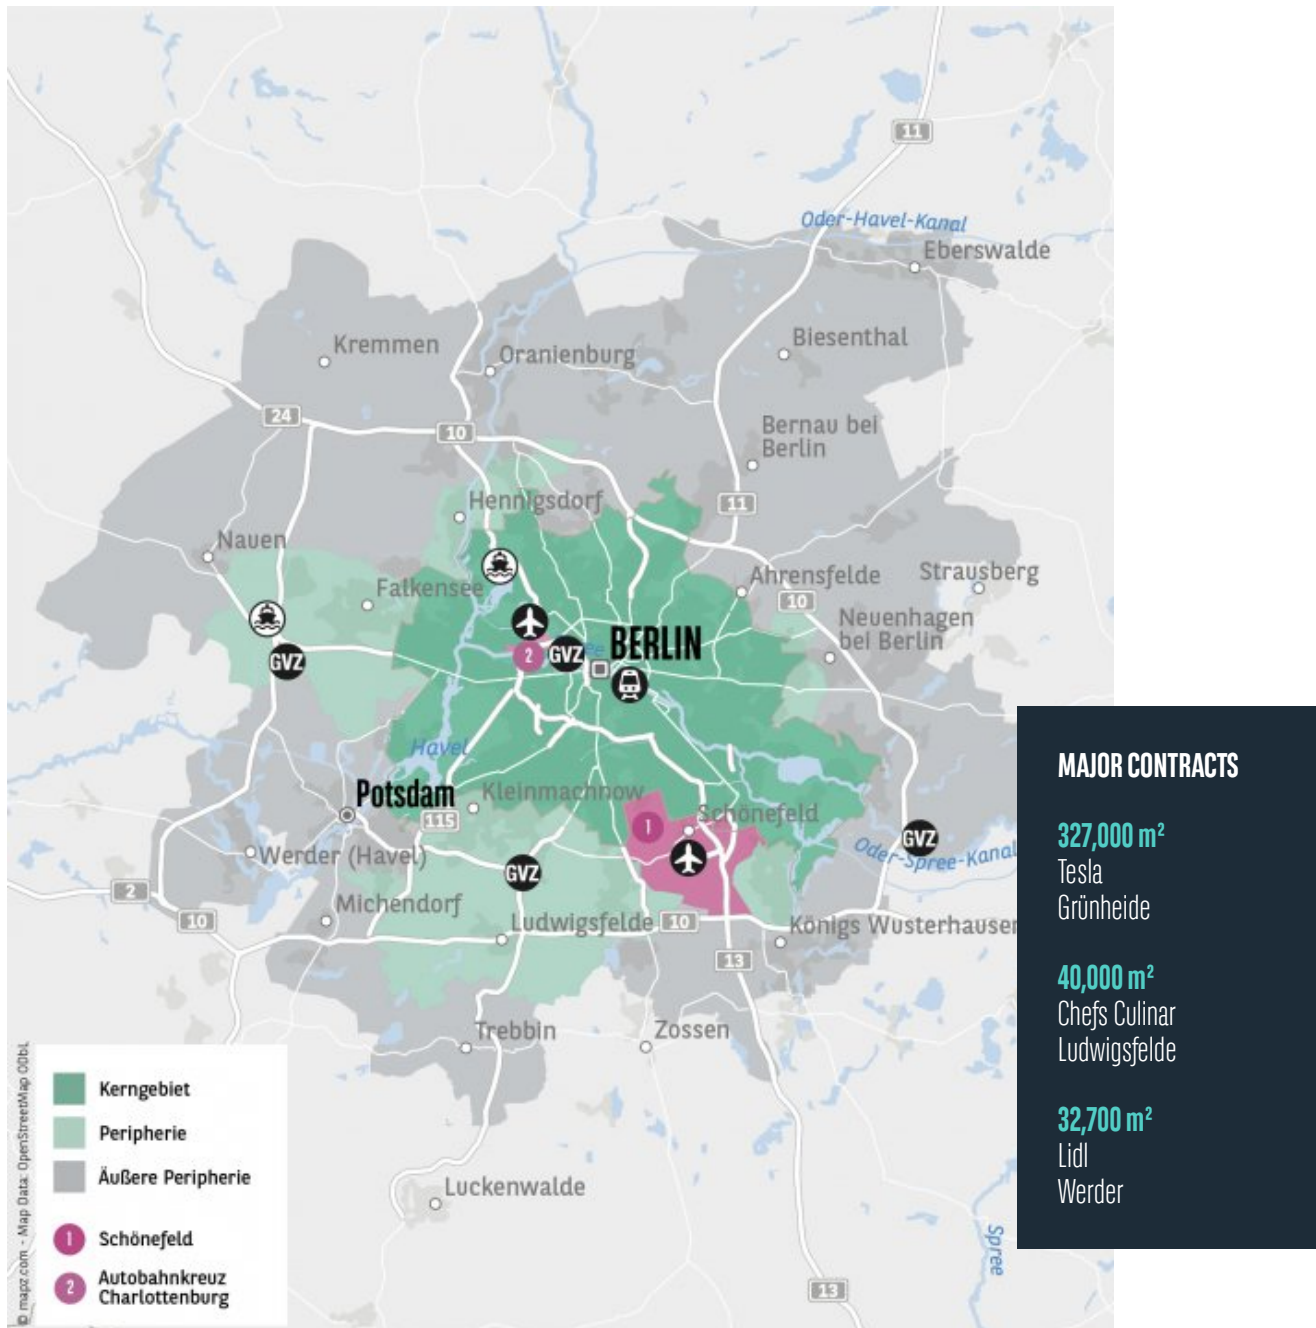 11
Oder-Havel-Kanal
Eberswalde
Kremmen
Oranienburg
Biesenthal
24
10
Bernau bei
Berlin
Hennigsdorf
11
Nauen
Falkensee
Ahrensfelde
Strausberg
10
Neuenhagen
bei Berlin
GVZ
2
GVZ
BERLIN
Havel
Potsdam
Kleinmachnow
115
1
Schönefeld
GVZ
Oder-Spree-Kanal
Werder (Havel)
GVZ
2
10
Michendorf
Ludwigsfelde
10
Königs Wusterhausen
13
Trebbin
Zossen
Luckenwalde
Spree
13
Kerngebiet
Peripherie
Äußere Peripherie
1 Schönefeld
2 Autobahnkreuz
Charlottenburg
© mapz.com - Map Data: OpenStreetMap ODbL
MAJOR CONTRACTS
327,000 m²
Tesla
Grünheide
40,000 m²
Chefs Culinar
Ludwigsfelde
32,700 m²
Lidl
Werder